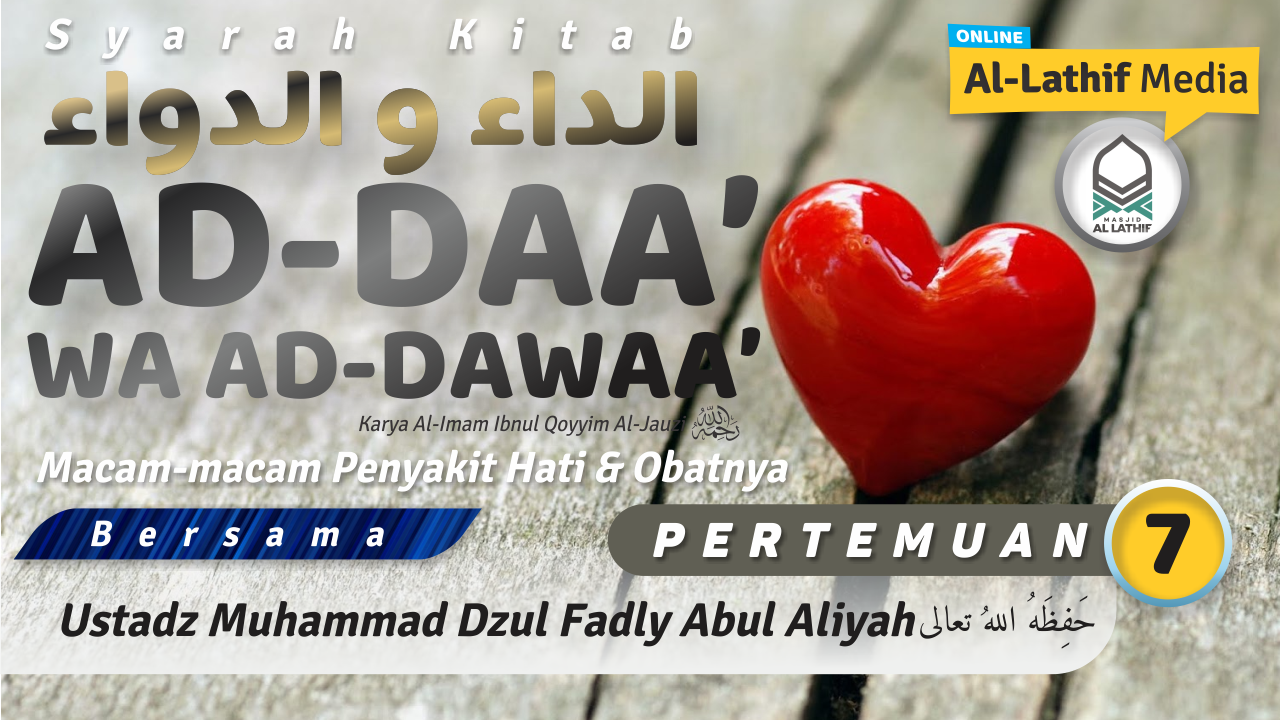 Syarah Kitab
الداء و الدواء
AD-DAA'
WA AD-DAWAA'
Karya Al-Imam Ibnul Qoyyim Al-Jauzi رحمه الله
Macam-macam Penyakit Hati & Obatnya
Bersama
Ustadz Muhammad Dzul Fadly Abul Aliyah حَفِظَهُ اللهُ تعالى
PERTEMUAN 7
ONLINE
Al-Lathif Media
MASJID
AL LATHIF